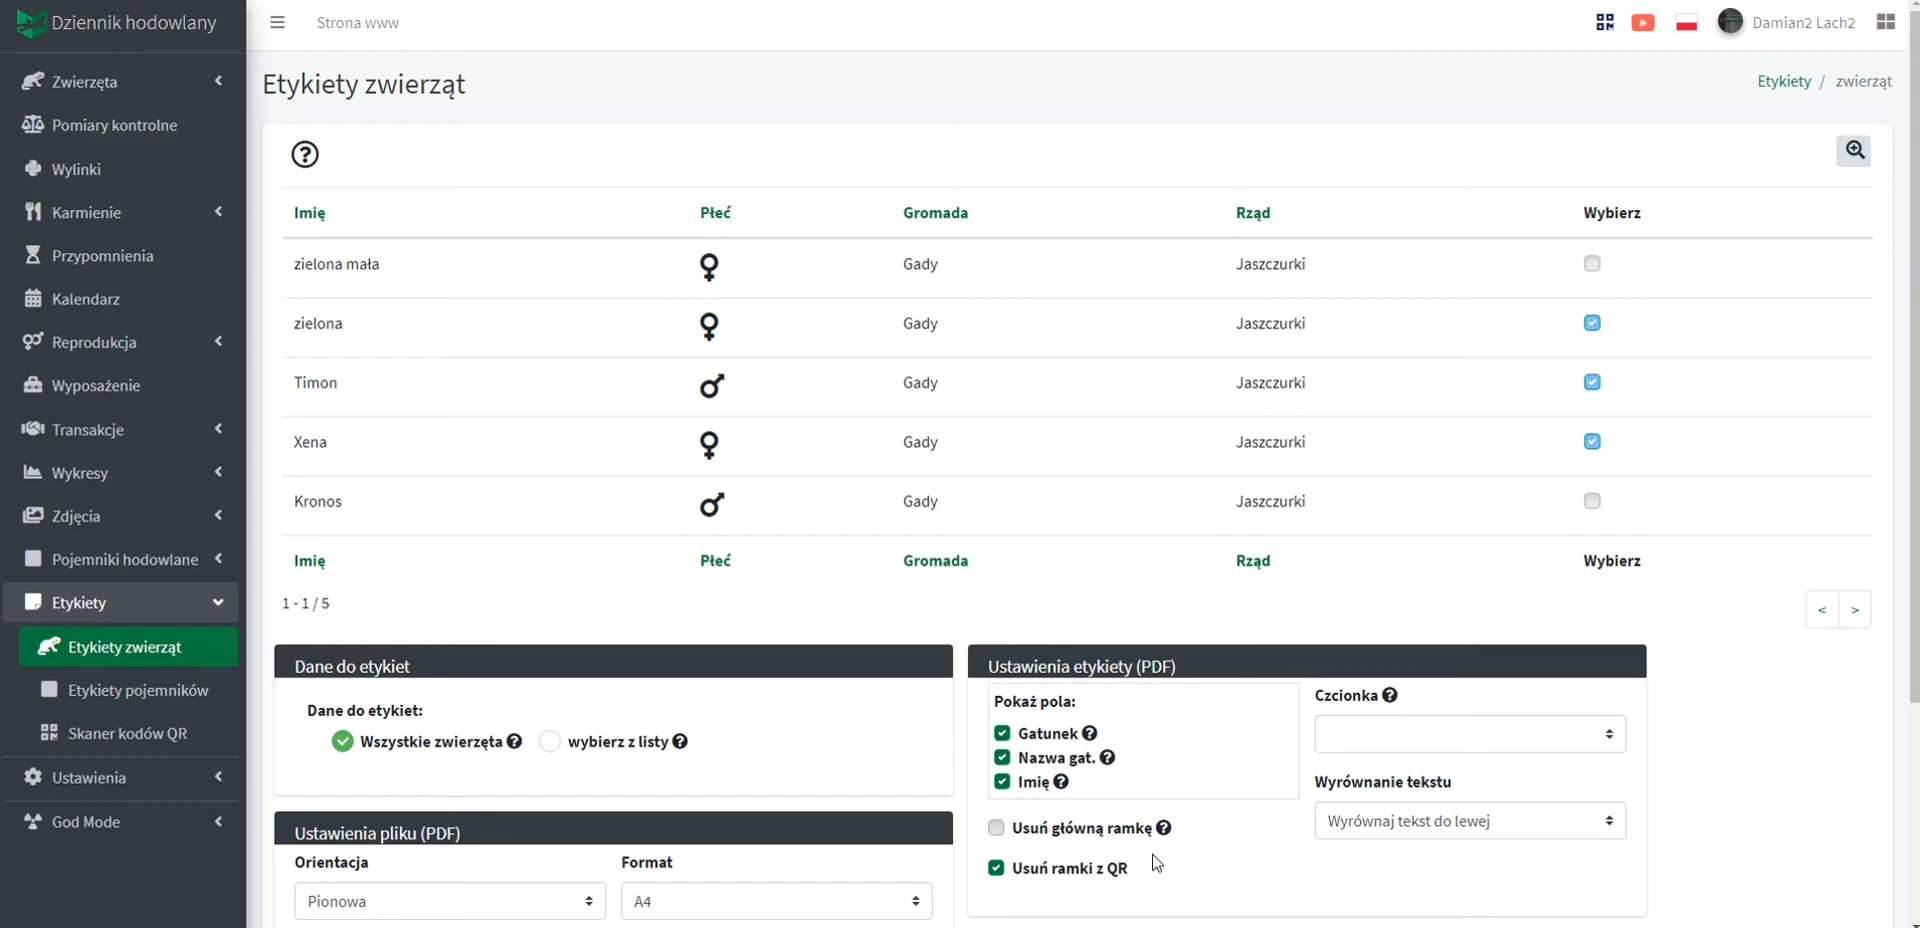 Dziennik hodowlany
Strona www
Damian2 Lach2
Zwierzęta
Pomiary kontrolne
Wylinki
Karmienie
Przypomnienia
Kalendarz
Reprodukcja
Wyposażenie
Transakcje
Wykresy
Zdjęcia
Pojemniki hodowlane
Etykiety
Etykiety zwierząt
Etykiety pojemników
Skaner kodów QR
Ustawienia
God Mode
Etykiety zwierząt
Etykiety / zwierząt
Imię Płeć Gromada Rząd Wybierz
zielona mała Gady Jaszczurki
zielona Gady Jaszczurki
Timon Gady Jaszczurki
Xena Gady Jaszczurki
Kronos Gady Jaszczurki
Imię Płeć Gromada Rząd Wybierz
1 - 1 / 5
< >
Dane do etykiet
Dane do etykiet:
Wszystkie zwierzęta wybierz z listy
Ustawienia pliku (PDF)
Orientacja Format
Pionowa A4
Ustawienia etykiety (PDF)
Pokaż pola:
Gatunek
Nazwa gat.
Imię
Usuń główną ramkę
Usuń ramki z QR
Czcionka
Wyrównanie tekstu
Wyrównaj tekst do lewej